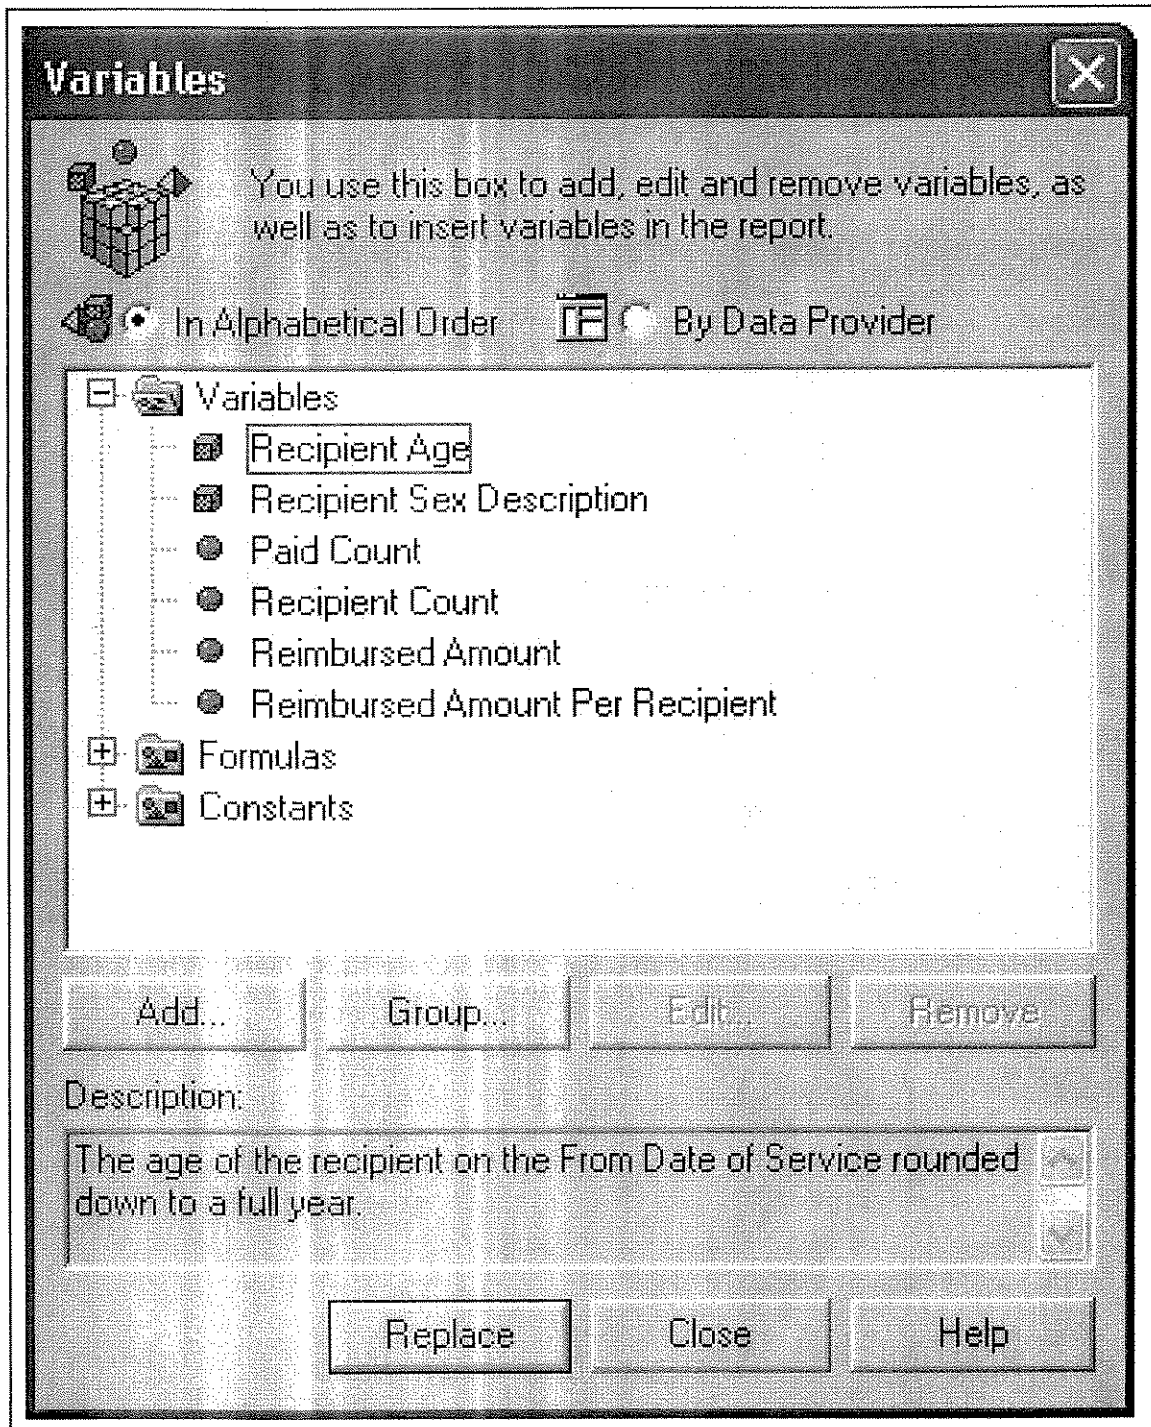 Variables
You use this box to add, edit and remove variables, as
well as to insert variables in the report.
In Alphabetical Order
By Data Provider
Variables
Recipient Age
Recipient Sex Description
Paid Count
Recipient Count
Reimbursed Amount
Reimbursed Amount Per Recipient
Formulas
Constants
Add... Group... Edit... Remove
Description:
The age of the recipient on the From Date of Service rounded
down to a full year.
Replace Close Help